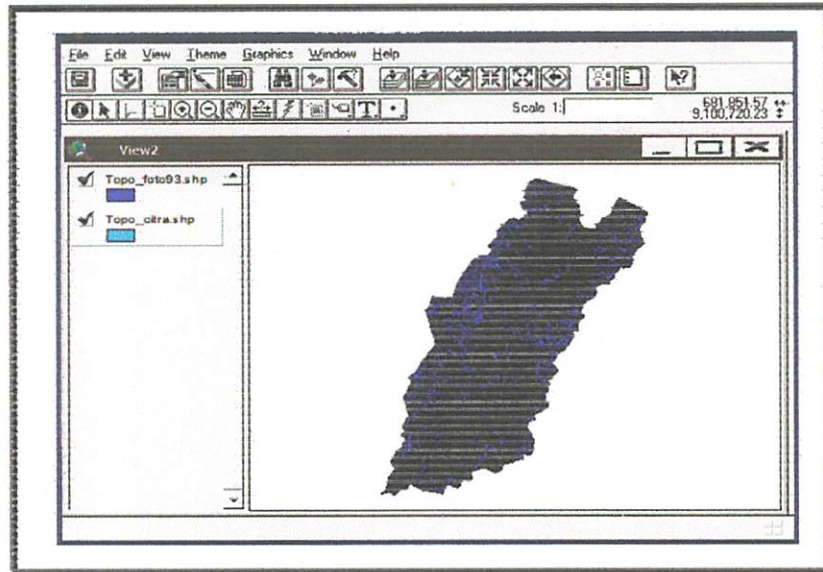 File Edit View Theme Graphics Window Help
T
Scale 1:
681,851.57
9,100,720.23
View2
Topo_foto93.shp
Topo_citra.shp